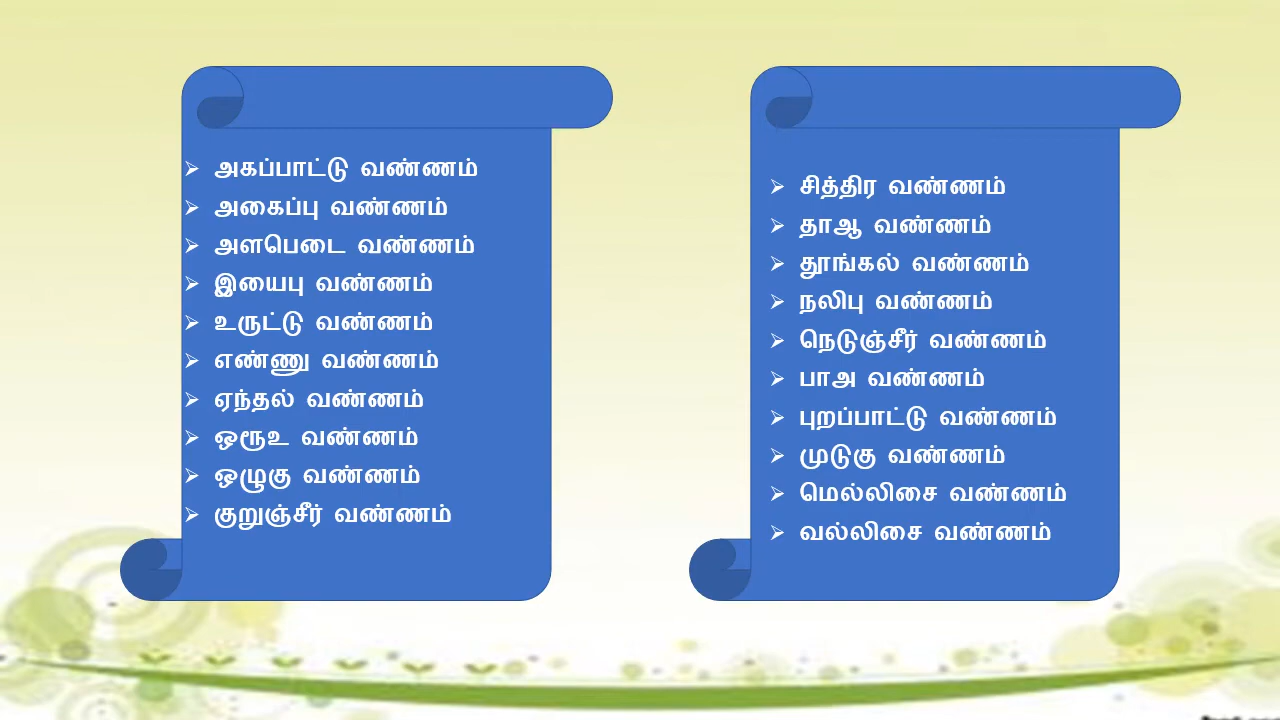 ➢ அகப்பாட்டு வண்ணம்
➢ அகைப்பு வண்ணம்
➢ அளபெடை வண்ணம்
➢ இயைபு வண்ணம்
➢ உருட்டு வண்ணம்
➢ எண்ணு வண்ணம்
➢ ஏந்தல் வண்ணம்
➢ ஒரூஉ வண்ணம்
➢ ஒழுகு வண்ணம்
➢ குறுஞ்சீர் வண்ணம்
➢ சித்திர வண்ணம்
➢ தாஆ வண்ணம்
➢ தூங்கல் வண்ணம்
➢ நலிபு வண்ணம்
➢ நெடுஞ்சீர் வண்ணம்
➢ பாஅ வண்ணம்
➢ புறப்பாட்டு வண்ணம்
➢ முடுகு வண்ணம்
➢ மெல்லிசை வண்ணம்
➢ வல்லிசை வண்ணம்